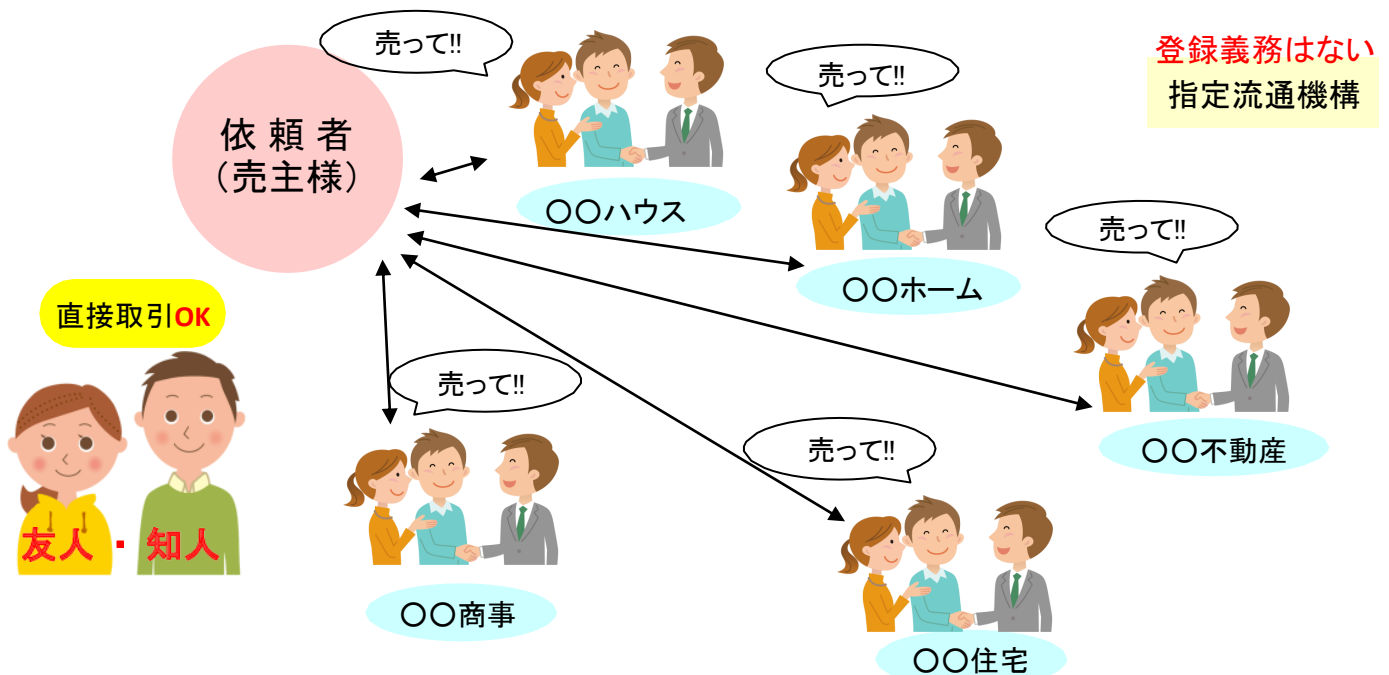 売って!!
売って!!
登録義務はない
指定流通機構
依頼者
（売主様）
〇〇ハウス
売って!!
〇〇ホーム
直接取引OK
売って!!
売って!!
〇〇不動産
友人・知人
〇〇商事
〇〇住宅